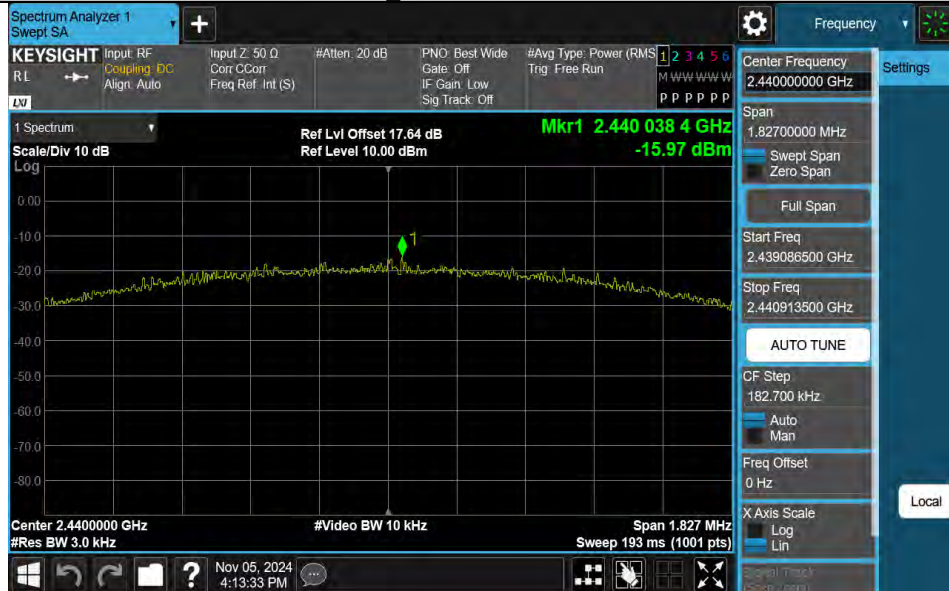 Spectrum Analyzer 1
Swept SA
+
Frequency
KEYSIGHT
RL
LXI
Input: RF
Coupling: DC
Align: Auto
Input Z: 50 Ω
Corr CCorr
Freq Ref: Int (S)
#Atten: 20 dB
PNO: Best Wide
Gate: Off
IF Gain: Low
Sig Track: Off
#Avg Type: Power (RMS
Trig: Free Run
1 2 3 4 5 6
M W W W W W
P P P P P P
Center Frequency
2.440000000 GHz
Settings
1 Spectrum
Scale/Div 10 dB
Ref Lvl Offset 17.64 dB
Ref Level 10.00 dBm
Mkr1 2.440 038 4 GHz
-15.97 dBm
Span
1.82700000 MHz
Swept Span
Zero Span
Full Span
Start Freq
2.439086500 GHz
Stop Freq
2.440913500 GHz
AUTO TUNE
CF Step
182.700 kHz
Auto
Man
Freq Offset
0 Hz
X Axis Scale
Log
Lin
Local
Log
0.00
-10.0
-20.0
-30.0
-40.0
-50.0
-60.0
-70.0
-80.0
1
Center 2.4400000 GHz
#Res BW 3.0 kHz
#Video BW 10 kHz
Span 1.827 MHz
Sweep 193 ms (1001 pts)
?
Nov 05, 2024
4:13:33 PM